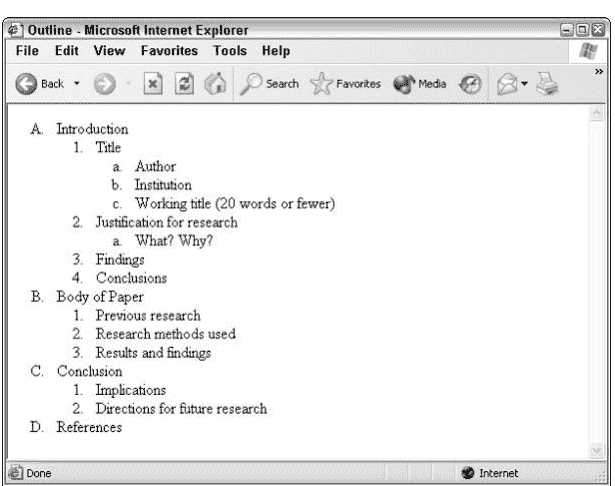 Outline - Microsoft Internet Explorer
File Edit View Favorites Tools Help
Back Search Favorites Media »
A. Introduction
1. Title
a. Author
b. Institution
c. Working title (20 words or fewer)
2. Justification for research
a. What? Why?
3. Findings
4. Conclusions
B. Body of Paper
1. Previous research
2. Research methods used
3. Results and findings
C. Conclusion
1. Implications
2. Directions for future research
D. References
Done Internet